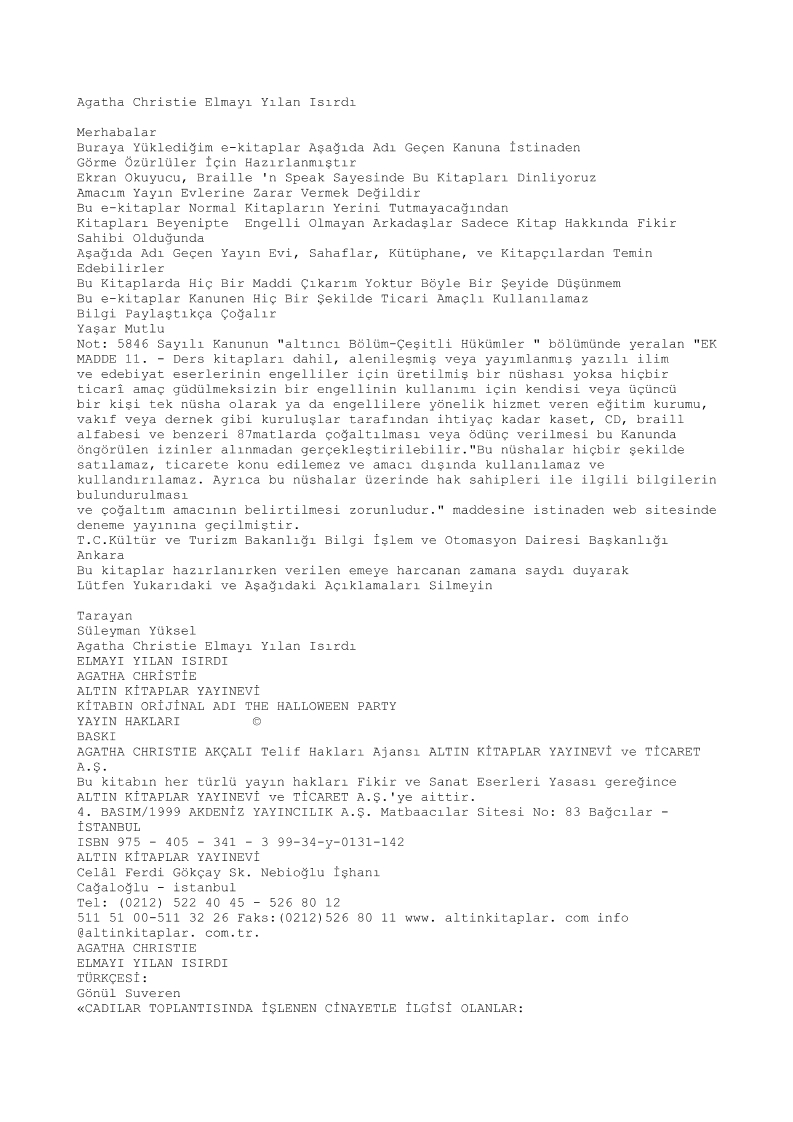 Agatha Christie Elmayı Yılan Isırdı

Merhabalar
Buraya Yüklediğim e-kitaplar Aşağıda Adı Geçen Kanuna İstinaden
Görme Özürlüler İçin Hazırlanmıştır
Ekran Okuyucu, Braille 'n Speak Sayesinde Bu Kitapları Dinliyoruz
Amacım Yayın Evlerine Zarar Vermek Değildir
Bu e-kitaplar Normal Kitapların Yerini Tutmayacağından
Kitapları Beyenipte  Engelli Olmayan Arkadaşlar Sadece Kitap Hakkında Fikir
Sahibi Olduğunda
Aşağıda Adı Geçen Yayın Evi, Sahaflar, Kütüphane, ve Kitapçılardan Temin
Edebilirler
Bu Kitaplarda Hiç Bir Maddi Çıkarım Yoktur Böyle Bir Şeyide Düşünmem
Bu e-kitaplar Kanunen Hiç Bir Şekilde Ticari Amaçlı Kullanılamaz
Bilgi Paylaştıkça Çoğalır
Yaşar Mutlu
Not: 5846 Sayılı Kanunun "altıncı Bölüm-Çeşitli Hükümler " bölümünde yeralan "EK
MADDE 11. - Ders kitapları dahil, alenileşmiş veya yayımlanmış yazılı ilim
ve edebiyat eserlerinin engelliler için üretilmiş bir nüshası yoksa hiçbir
ticarî amaç güdülmeksizin bir engellinin kullanımı için kendisi veya üçüncü
bir kişi tek nüsha olarak ya da engellilere yönelik hizmet veren eğitim kurumu,
vakıf veya dernek gibi kuruluşlar tarafından ihtiyaç kadar kaset, CD, braill
alfabesi ve benzeri 87matlarda çoğaltılması veya ödünç verilmesi bu Kanunda
öngörülen izinler alınmadan gerçekleştirilebilir."Bu nüshalar hiçbir şekilde
satılamaz, ticarete konu edilemez ve amacı dışında kullanılamaz ve
kullandırılamaz. Ayrıca bu nüshalar üzerinde hak sahipleri ile ilgili bilgilerin
bulundurulması
ve çoğaltım amacının belirtilmesi zorunludur." maddesine istinaden web sitesinde
deneme yayınına geçilmiştir.
T.C.Kültür ve Turizm Bakanlığı Bilgi İşlem ve Otomasyon Dairesi Başkanlığı
Ankara
Bu kitaplar hazırlanırken verilen emeye harcanan zamana saydı duyarak
Lütfen Yukarıdaki ve Aşağıdaki Açıklamaları Silmeyin

Tarayan
Süleyman Yüksel
Agatha Christie Elmayı Yılan Isırdı
ELMAYI YILAN ISIRDI
AGATHA CHRİSTİE
ALTIN KİTAPLAR YAYINEVİ
KİTABIN ORİJİNAL ADI THE HALLOWEEN PARTY
YAYIN HAKLARI         ©
BASKI
AGATHA CHRISTIE AKÇALI Telif Hakları Ajansı ALTIN KİTAPLAR YAYINEVİ ve TİCARET
A.Ş.
Bu kitabın her türlü yayın hakları Fikir ve Sanat Eserleri Yasası gereğince
ALTIN KİTAPLAR YAYINEVİ ve TİCARET A.Ş.'ye aittir.
4. BASIM/1999 AKDENİZ YAYINCILIK A.Ş. Matbaacılar Sitesi No: 83 Bağcılar -
İSTANBUL
ISBN 975 - 405 - 341 - 3 99-34-y-0131-142
ALTIN KİTAPLAR YAYINEVİ
Celâl Ferdi Gökçay Sk. Nebioğlu İşhanı
Cağaloğlu - istanbul
Tel: (0212) 522 40 45 - 526 80 12
511 51 00-511 32 26 Faks:(0212)526 80 11 www. altinkitaplar. com info
@altinkitaplar. com.tr.
AGATHA CHRISTIE
ELMAYI YILAN ISIRDI
TÜRKÇESİ:
Gönül Suveren
«CADILAR TOPLANTISINDA İŞLENEN CİNAYETLE İLGİSİ OLANLAR: